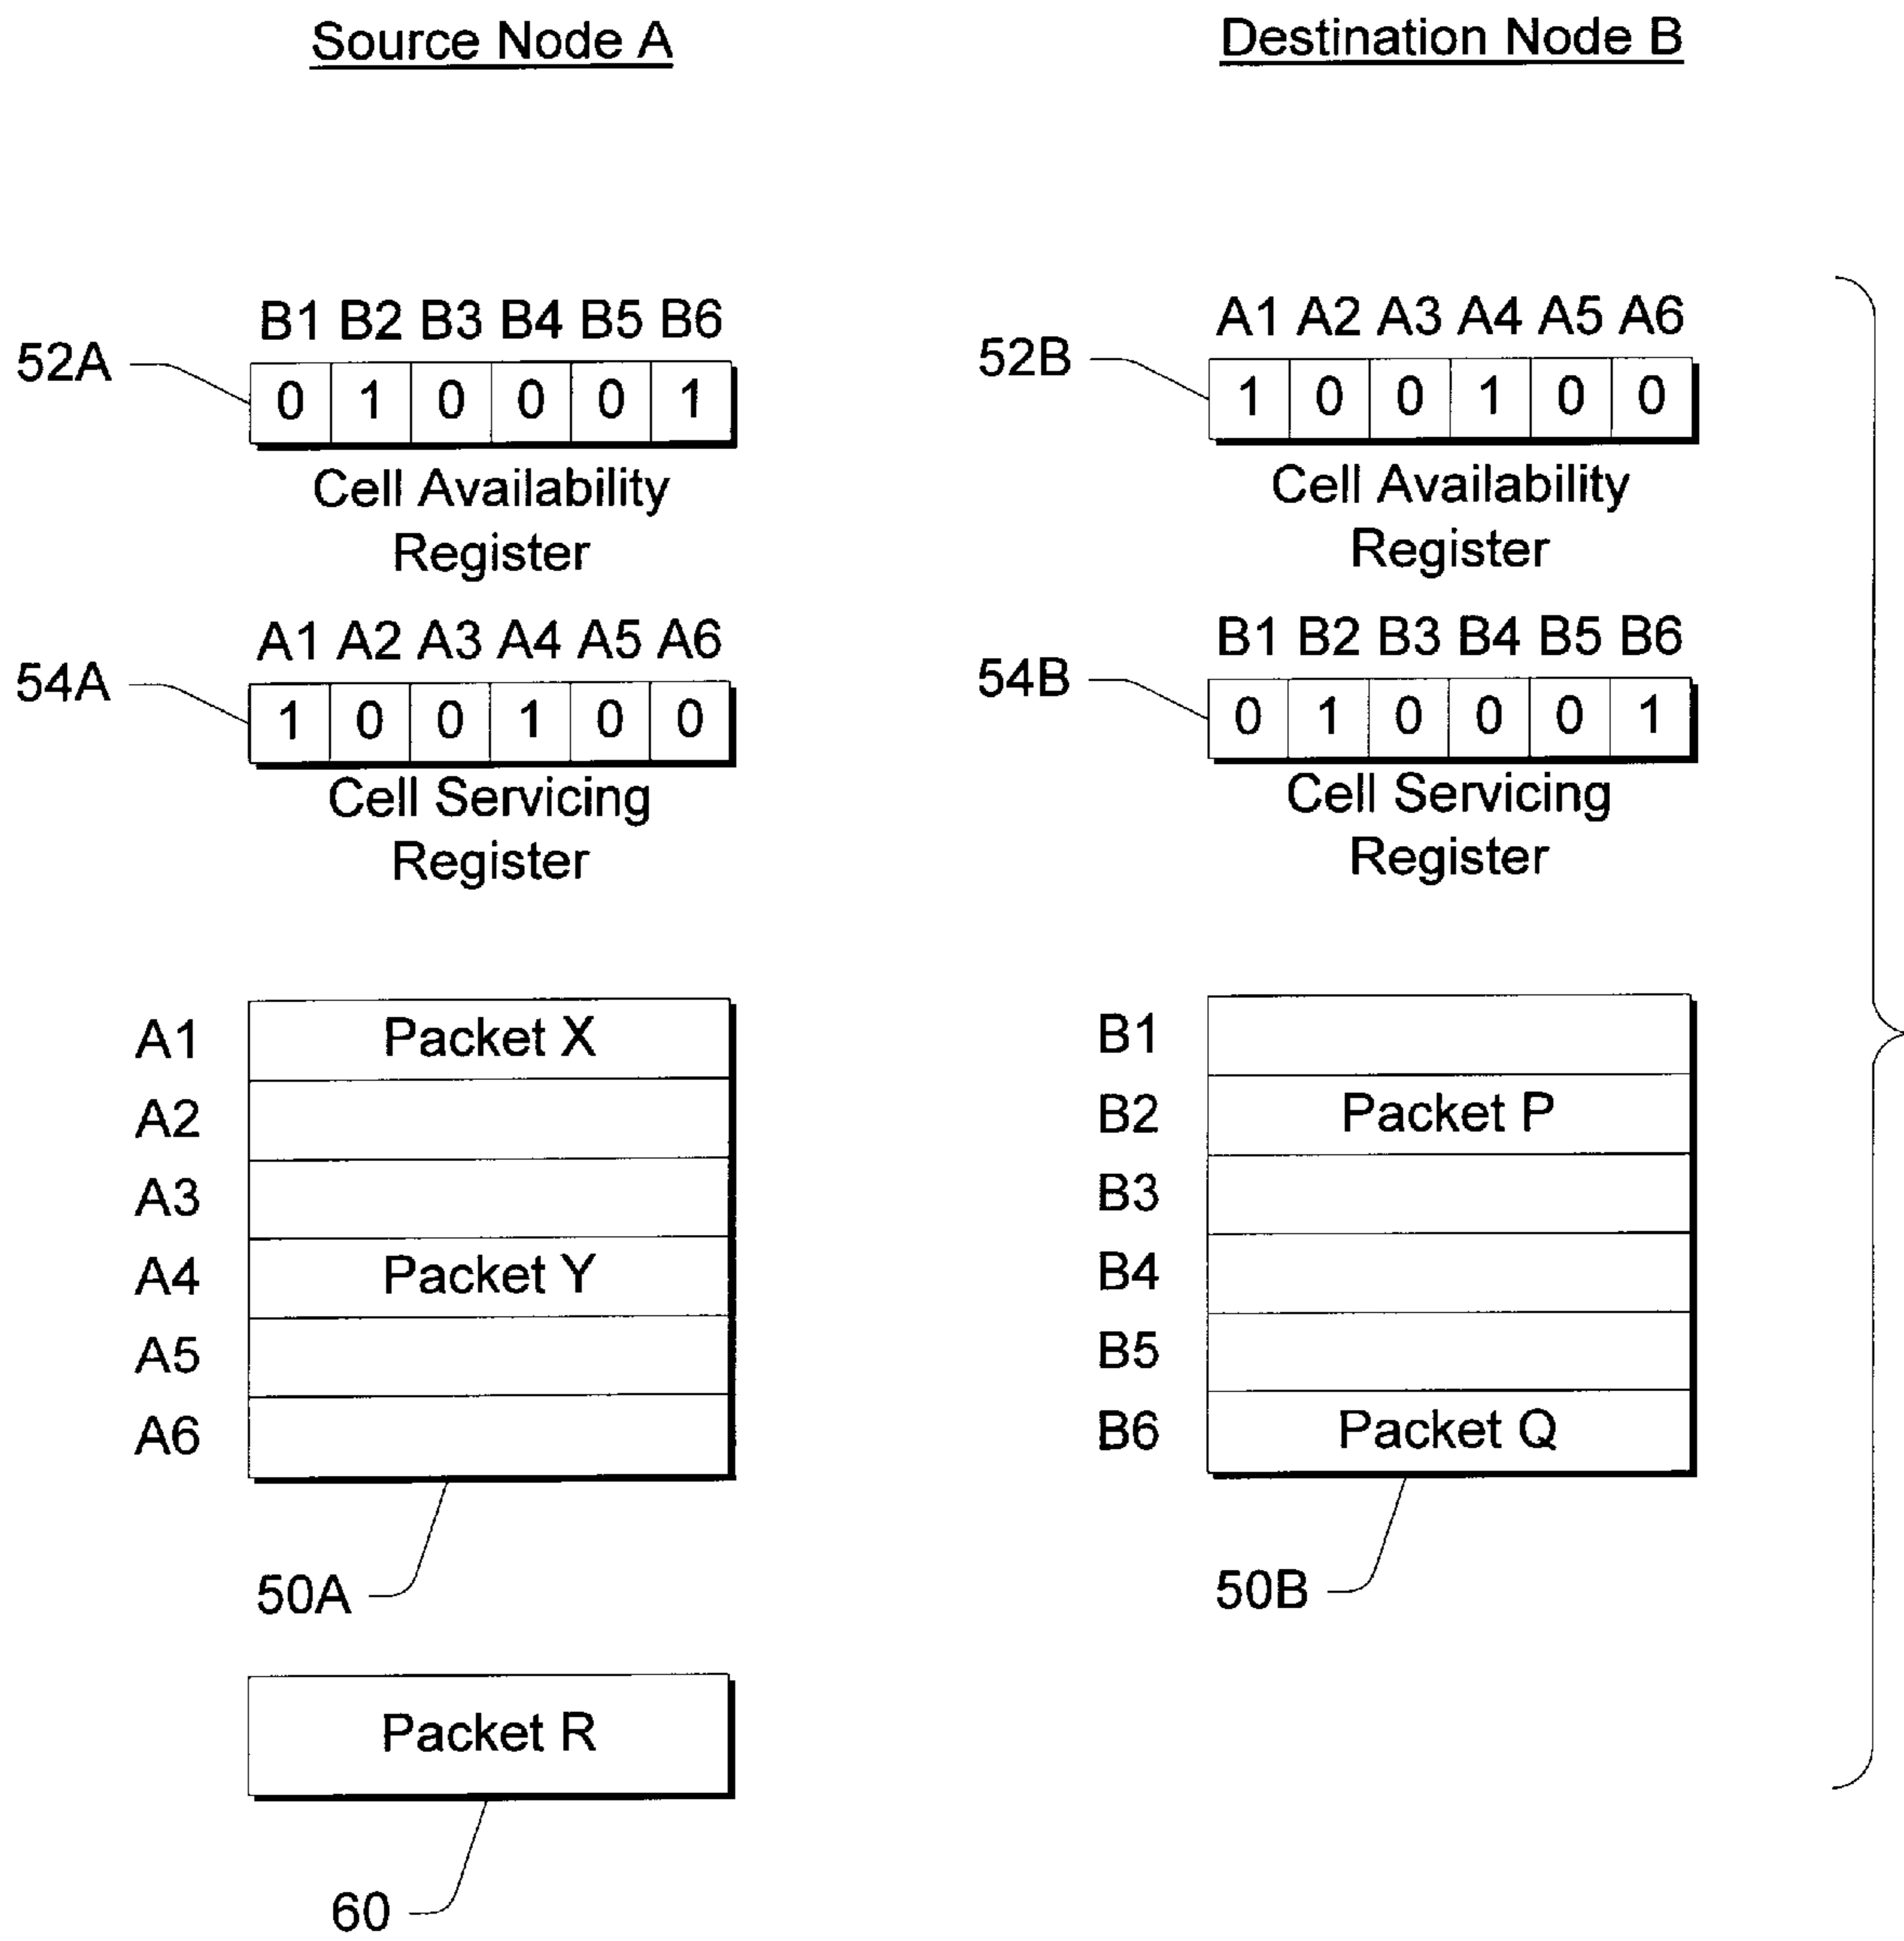 Source Node A
Destination Node B
B1 B2 B3 B4 B5 B6
52A
0 1 0 0 0 1
Cell Availability
Register
A1 A2 A3 A4 A5 A6
54A
1 0 0 1 0 0
Cell Servicing
Register
A1 Packet X
A2
A3
A4 Packet Y
A5
A6
50A
Packet R
60
A1 A2 A3 A4 A5 A6
52B
1 0 0 1 0 0
Cell Availability
Register
B1 B2 B3 B4 B5 B6
54B
0 1 0 0 0 1
Cell Servicing
Register
B1
B2 Packet P
B3
B4
B5
B6 Packet Q
50B